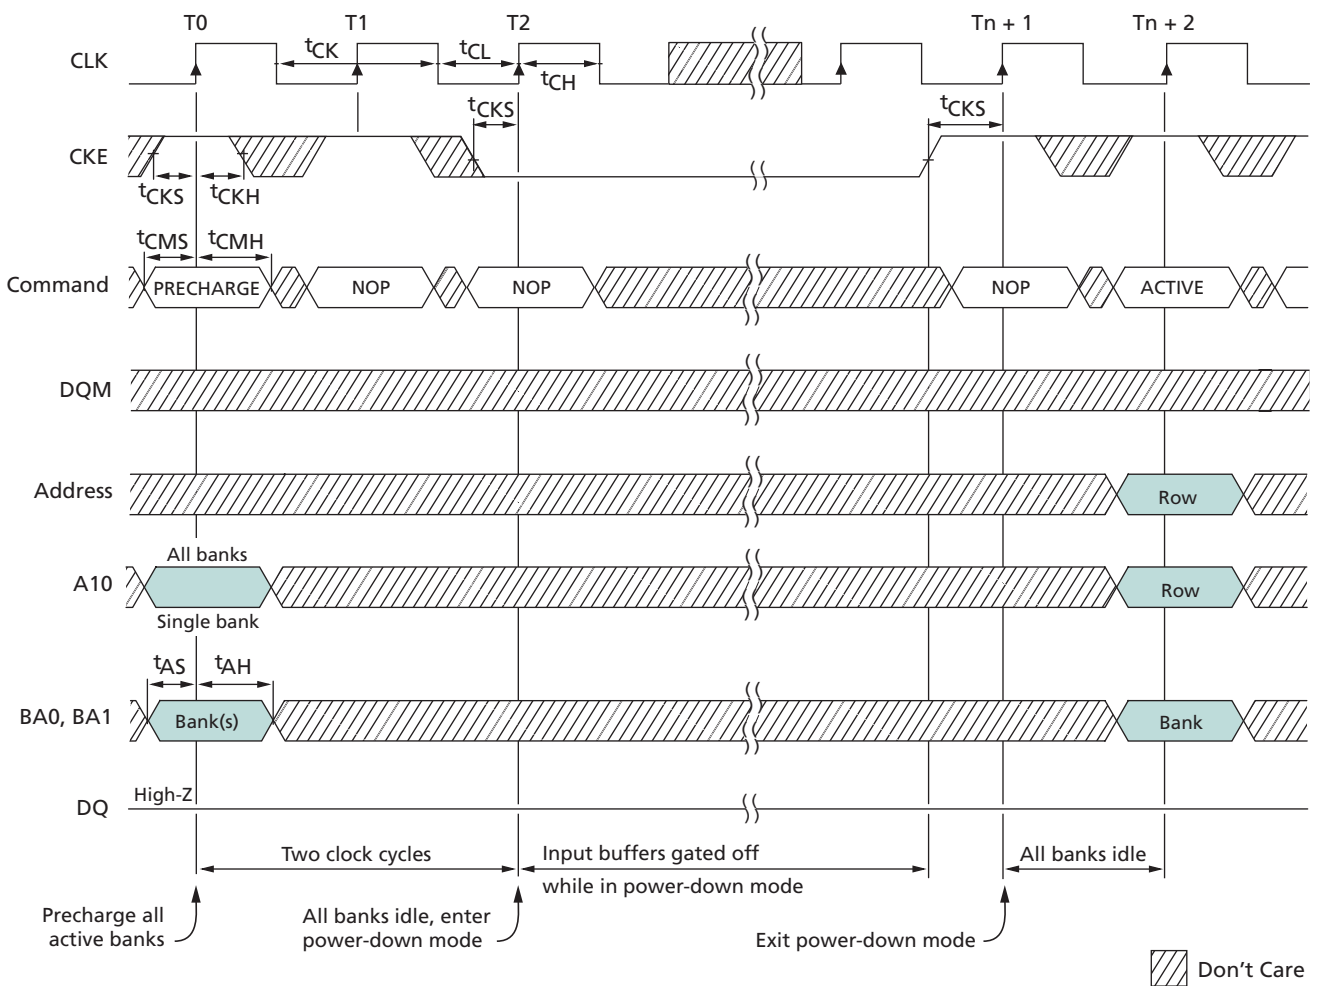 T0 T1 T2 Tn + 1 Tn + 2
CLK
tCK
tCL
tCH
tCKS
tCKS
CKE
tCKS
tCKH
tCMS
tCMH
Command
PRECHARGE
NOP
NOP
NOP
ACTIVE
DQM
Address
Row
All banks
A10
Row
Single bank
tAS
tAH
BA0, BA1
Bank(s)
Bank
High-Z
DQ
Two clock cycles
Input buffers gated off
while in power-down mode
All banks idle
Precharge all
active banks
All banks idle, enter
power-down mode
Exit power-down mode
Don't Care